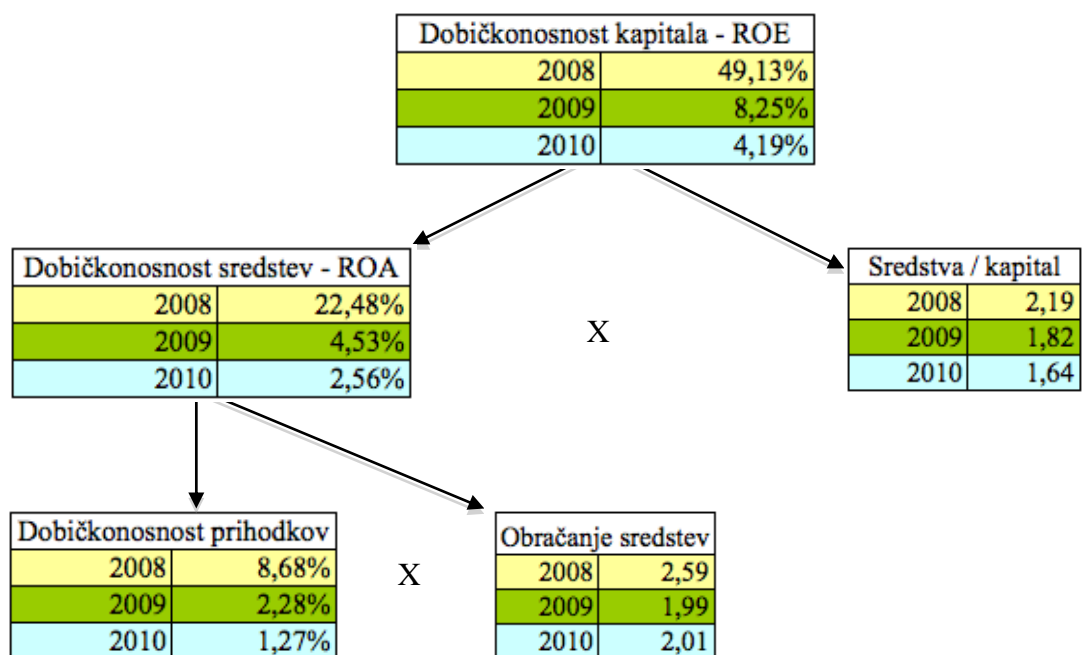 Dobičkonosnost kapitala - ROE
2008 49,13%
2009 8,25%
2010 4,19%
Dobičkonosnost sredstev - ROA
2008 22,48%
2009 4,53%
2010 2,56%
X
Sredstva / kapital
2008 2,19
2009 1,82
2010 1,64
Dobičkonosnost prihodkov
2008 8,68%
2009 2,28%
2010 1,27%
X
Obračanje sredstev
2008 2,59
2009 1,99
2010 2,01